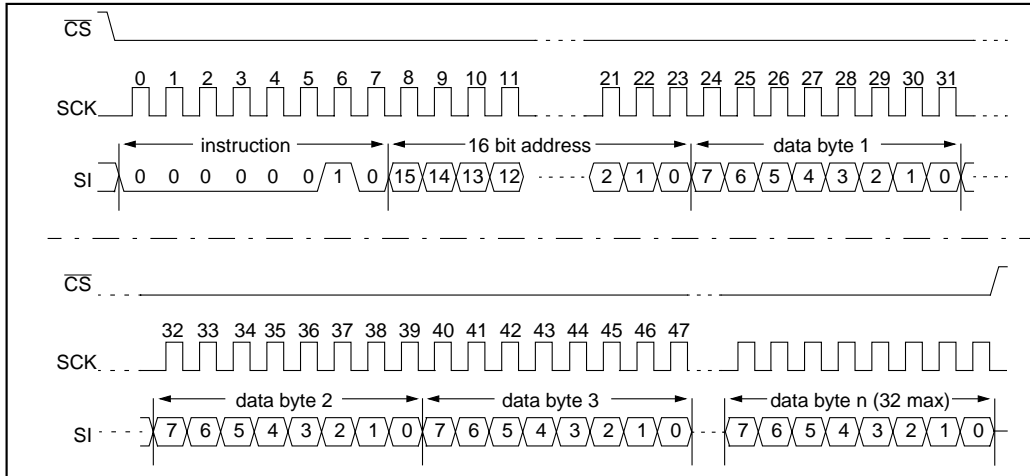 CS
0 1 2 3 4 5 6 7 8 9 10 11 21 22 23 24 25 26 27 28 29 30 31
SCK
instruction 16 bit address data byte 1
SI 0 0 0 0 0 0 1 0 15 14 13 12 2 1 0 7 6 5 4 3 2 1 0
CS
32 33 34 35 36 37 38 39 40 41 42 43 44 45 46 47
SCK
data byte 2 data byte 3 data byte n (32 max)
SI 7 6 5 4 3 2 1 0 7 6 5 4 3 2 1 0 7 6 5 4 3 2 1 0